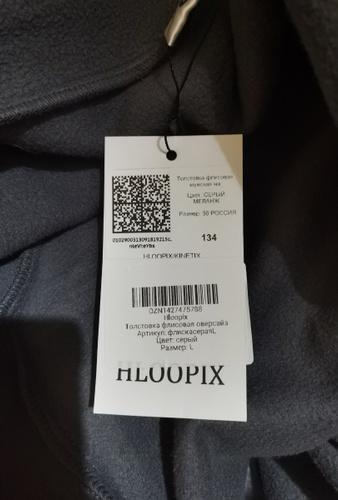 Толстовка флисовая
мужская на
Цвет: СЕРЫЙ
МЕЛАНЖ
Размер: 50 РОССИЯ
134
HLOOPIX/KINETIX
OZN1427475788
Hloopix
Толстовка флисовая оверсайз
Артикул: флискасераяL
Цвет: серый
Размер: L
HLOOPIX